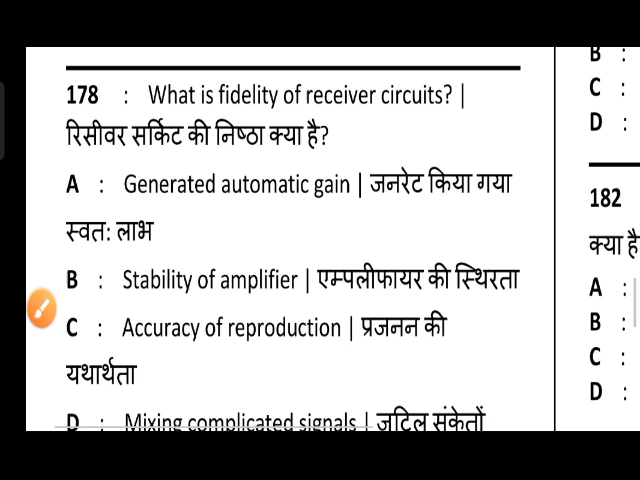 178 : What is fidelity of receiver circuits? |
रिसीवर सर्किट की निष्ठा क्या है?
A : Generated automatic gain | जनरेट किया गया
स्वत: लाभ
B : Stability of amplifier | एम्पलीफायर की स्थिरता
C : Accuracy of reproduction | प्रजनन की
यथार्थता
D : Mixing complicated signals | जटिल संकेतों
B :
C :
D :
182
क्या है
A :
B :
C :
D :